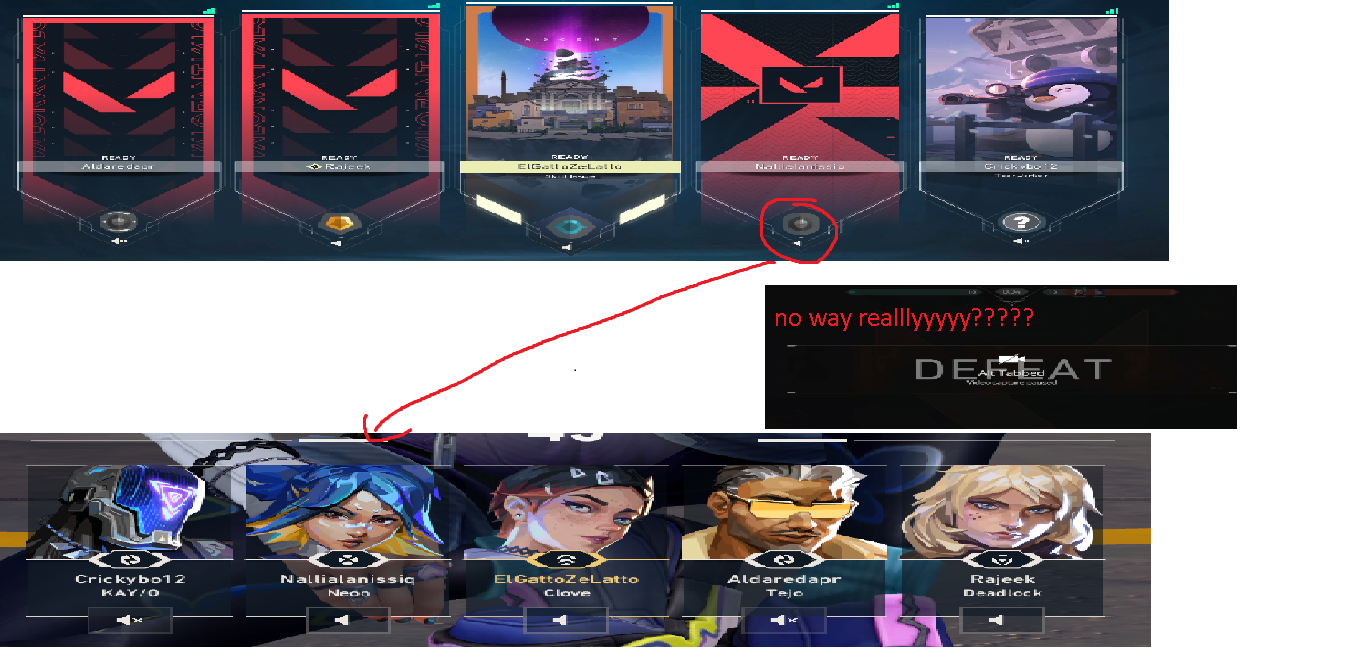 ASCENT
READY
Aldaredapr
READY
Rajeek
READY
ElGattoZeLatto
READY
Nallialanissiq
READY
Crickybo12
?
no way realllyyyyy?????
DEFEAT
Alt Tabbed
Video capture paused
Crickybo12
KAY/O
Nallialanissiq
Neon
ElGattoZeLatto
Clove
Aldaredapr
Tejo
Rajeek
Deadlock